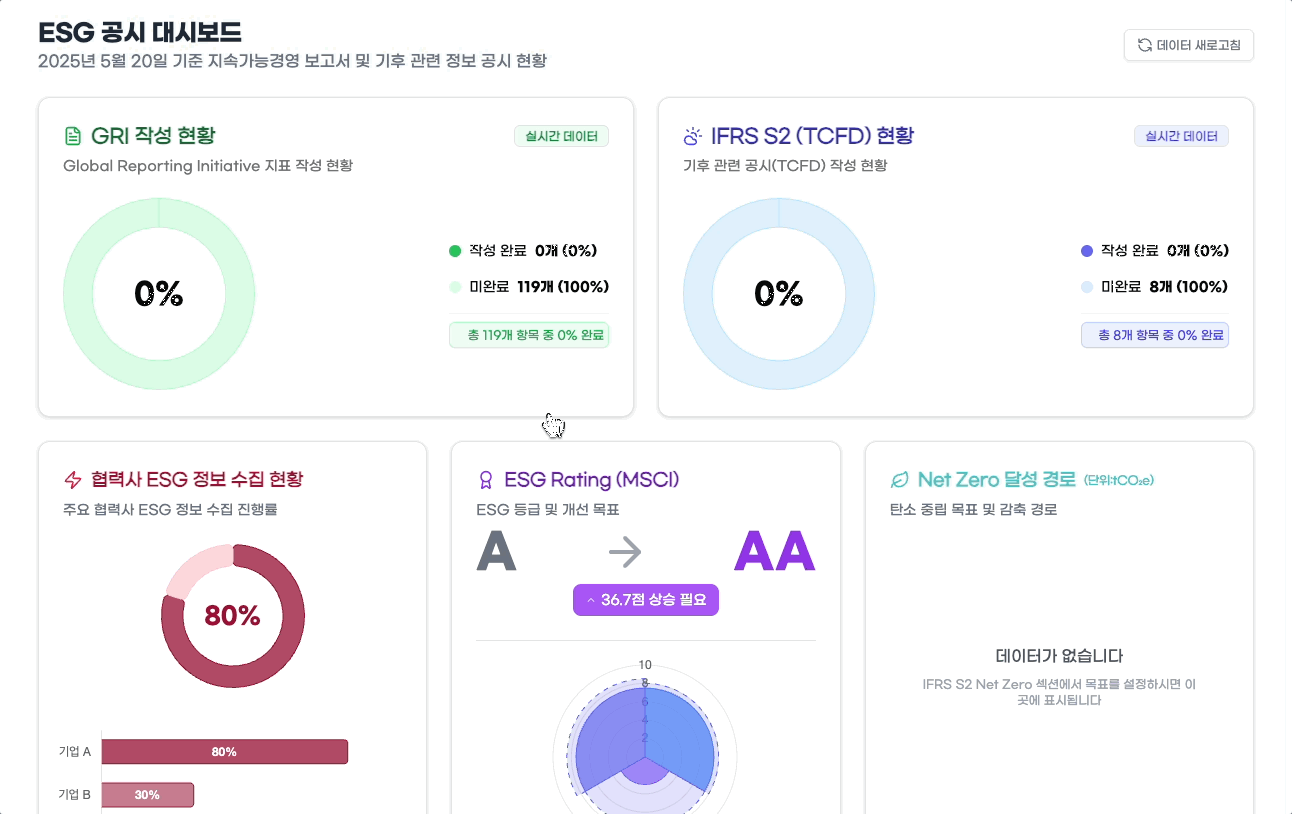 ESG 공시 대시보드
2025년 5월 20일 기준 지속가능경영 보고서 및 기후 관련 정보 공시 현황
데이터 새로고침
GRI 작성 현황
실시간 데이터
Global Reporting Initiative 지표 작성 현황
0%
작성 완료 0개 (0%)
미완료 119개 (100%)
총 119개 항목 중 0% 완료
IFRS S2 (TCFD) 현황
실시간 데이터
기후 관련 공시(TCFD) 작성 현황
0%
작성 완료 0개 (0%)
미완료 8개 (100%)
총 8개 항목 중 0% 완료
협력사 ESG 정보 수집 현황
주요 협력사 ESG 정보 수집 진행률
80%
기업 A
80%
기업 B
30%
ESG Rating (MSCI)
ESG 등급 및 개선 목표
A
AA
36.7점 상승 필요
10
8
6
4
2
Net Zero 달성 경로 (단위:tCO₂e)
탄소 중립 목표 및 감축 경로
데이터가 없습니다
IFRS S2 Net Zero 섹션에서 목표를 설정하시면 이
곳에 표시됩니다